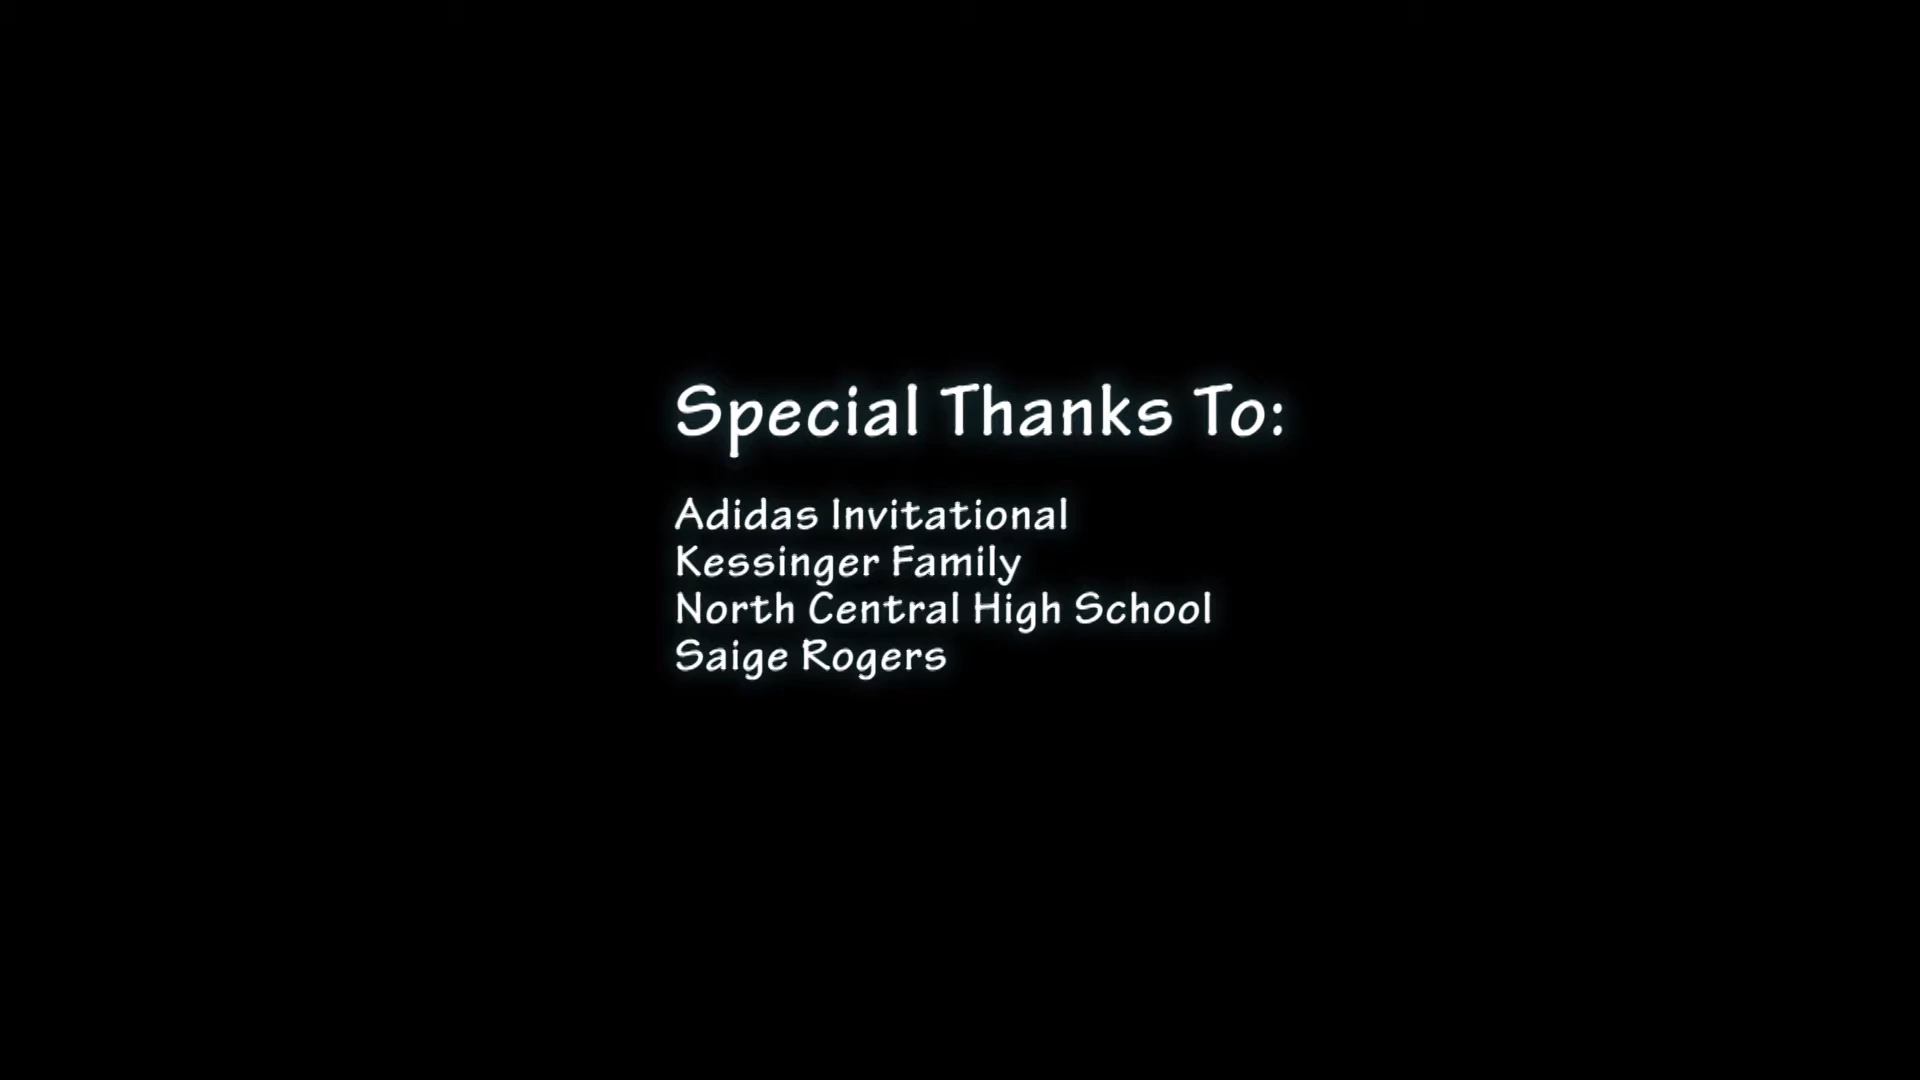 Special Thanks To:
Adidas Invitational
Kessinger Family
North Central High School
Saige Rogers